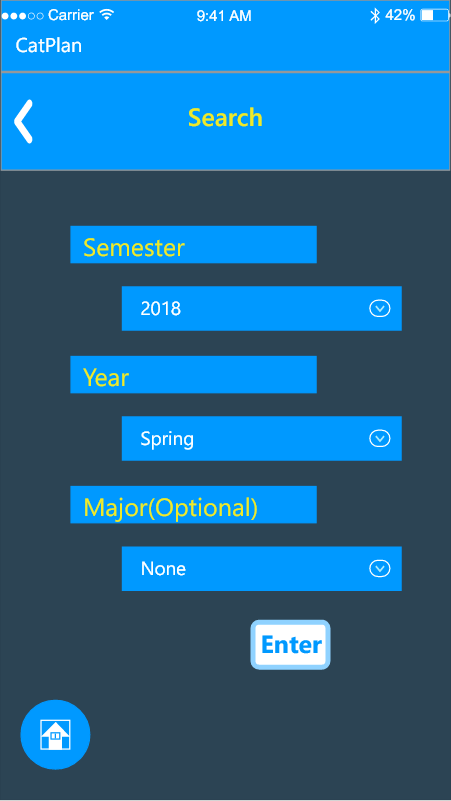 Carrier 9:41 AM 42%
CatPlan
Search
Semester
2018
Year
Spring
Major(Optional)
None
Enter